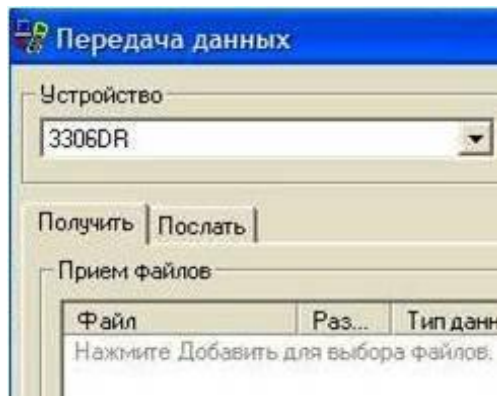 Передача данных
Устройство
3306DR
Получить Послать
Прием файлов
Файл Раз... Тип данн
Нажмите Добавить для выбора файлов.